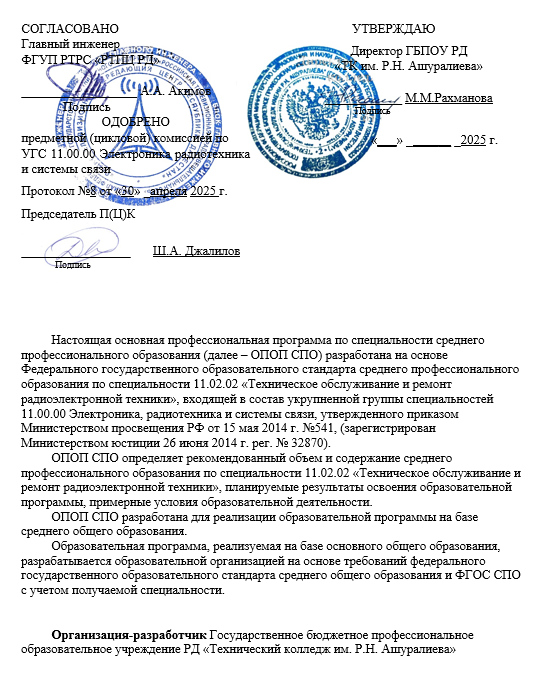 СОГЛАСОВАНО
Главный инженер
ФГУП РТРС «РТПЦ РД»
А.А. Акимов
Подпись
ОДОБРЕНО
предметной (цикловой) комиссией по
УГС 11.00.00 Электроника радиотехника
и системы связи
Протокол №8 от «30» апреля 2025 г.
Председатель П(Ц)К
Ш.А. Джалилов
Подпись
УТВЕРЖДАЮ
Директор ГБПОУ РД
«ТК им. Р.Н. Ашуралиева»
М.М.Рахманова
Подпись
«___» _______ _2025 г.
Настоящая основная профессиональная программа по специальности среднего
профессионального образования (далее – ОПОП СПО) разработана на основе
Федерального государственного образовательного стандарта среднего профессионального
образования по специальности 11.02.02 «Техническое обслуживание и ремонт
радиоэлектронной техники», входящей в состав укрупненной группы специальностей
11.00.00 Электроника, радиотехника и системы связи, утвержденного приказом
Министерством просвещения РФ от 15 мая 2014 г. №541, (зарегистрирован
Министерством юстиции 26 июня 2014 г. рег. № 32870).
ОПОП СПО определяет рекомендованный объем и содержание среднего
профессионального образования по специальности 11.02.02 «Техническое обслуживание и
ремонт радиоэлектронной техники», планируемые результаты освоения образовательной
программы, примерные условия образовательной деятельности.
ОПОП СПО разработана для реализации образовательной программы на базе
среднего общего образования.
Образовательная программа, реализуемая на базе основного общего образования,
разрабатывается образовательной организацией на основе требований федерального
государственного образовательного стандарта среднего общего образования и ФГОС СПО
с учетом получаемой специальности.
Организация-разработчик Государственное бюджетное профессиональное
образовательное учреждение РД «Технический колледж им. Р.Н. Ашуралиева»